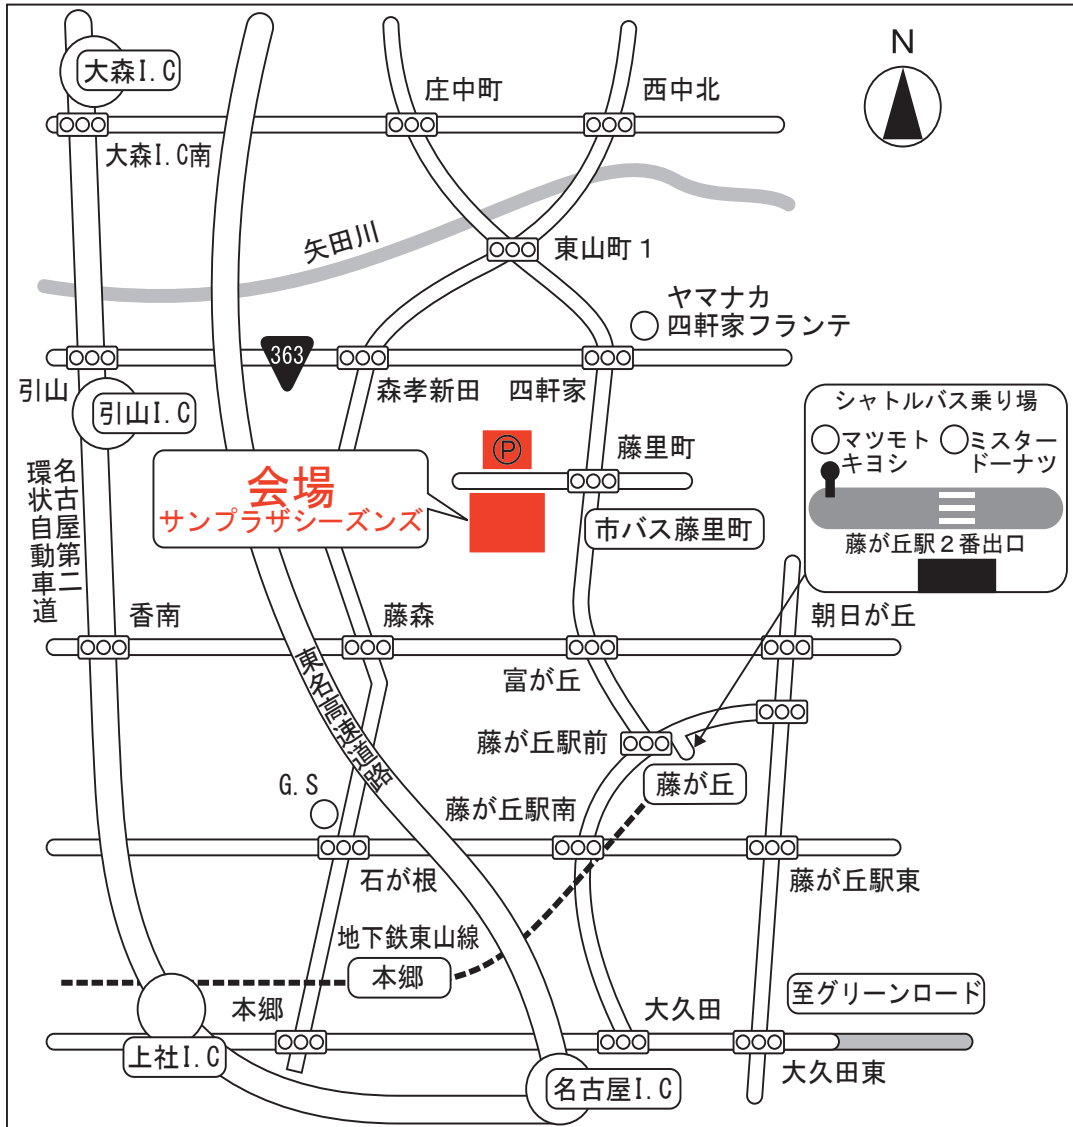 大森I.C
庄中町
西中北
N
大森I.C南
矢田川
東山町1
ヤマナカ
四軒家フランテ
363
引山
森孝新田
四軒家
引山I.C
シャトルバス乗り場
マツモト
キヨシ
ミスター
ドーナツ
藤が丘駅2番出口
P
藤里町
会場
サンプラザシーズンズ
市バス藤里町
名古屋第二
環状自動車道
香南
藤森
富が丘
朝日が丘
東名高速道路
藤が丘駅前
藤が丘
G.S
藤が丘駅南
石が根
藤が丘駅東
地下鉄東山線
本郷
本郷
大久田
至グリーンロード
上社I.C
名古屋I.C
大久田東